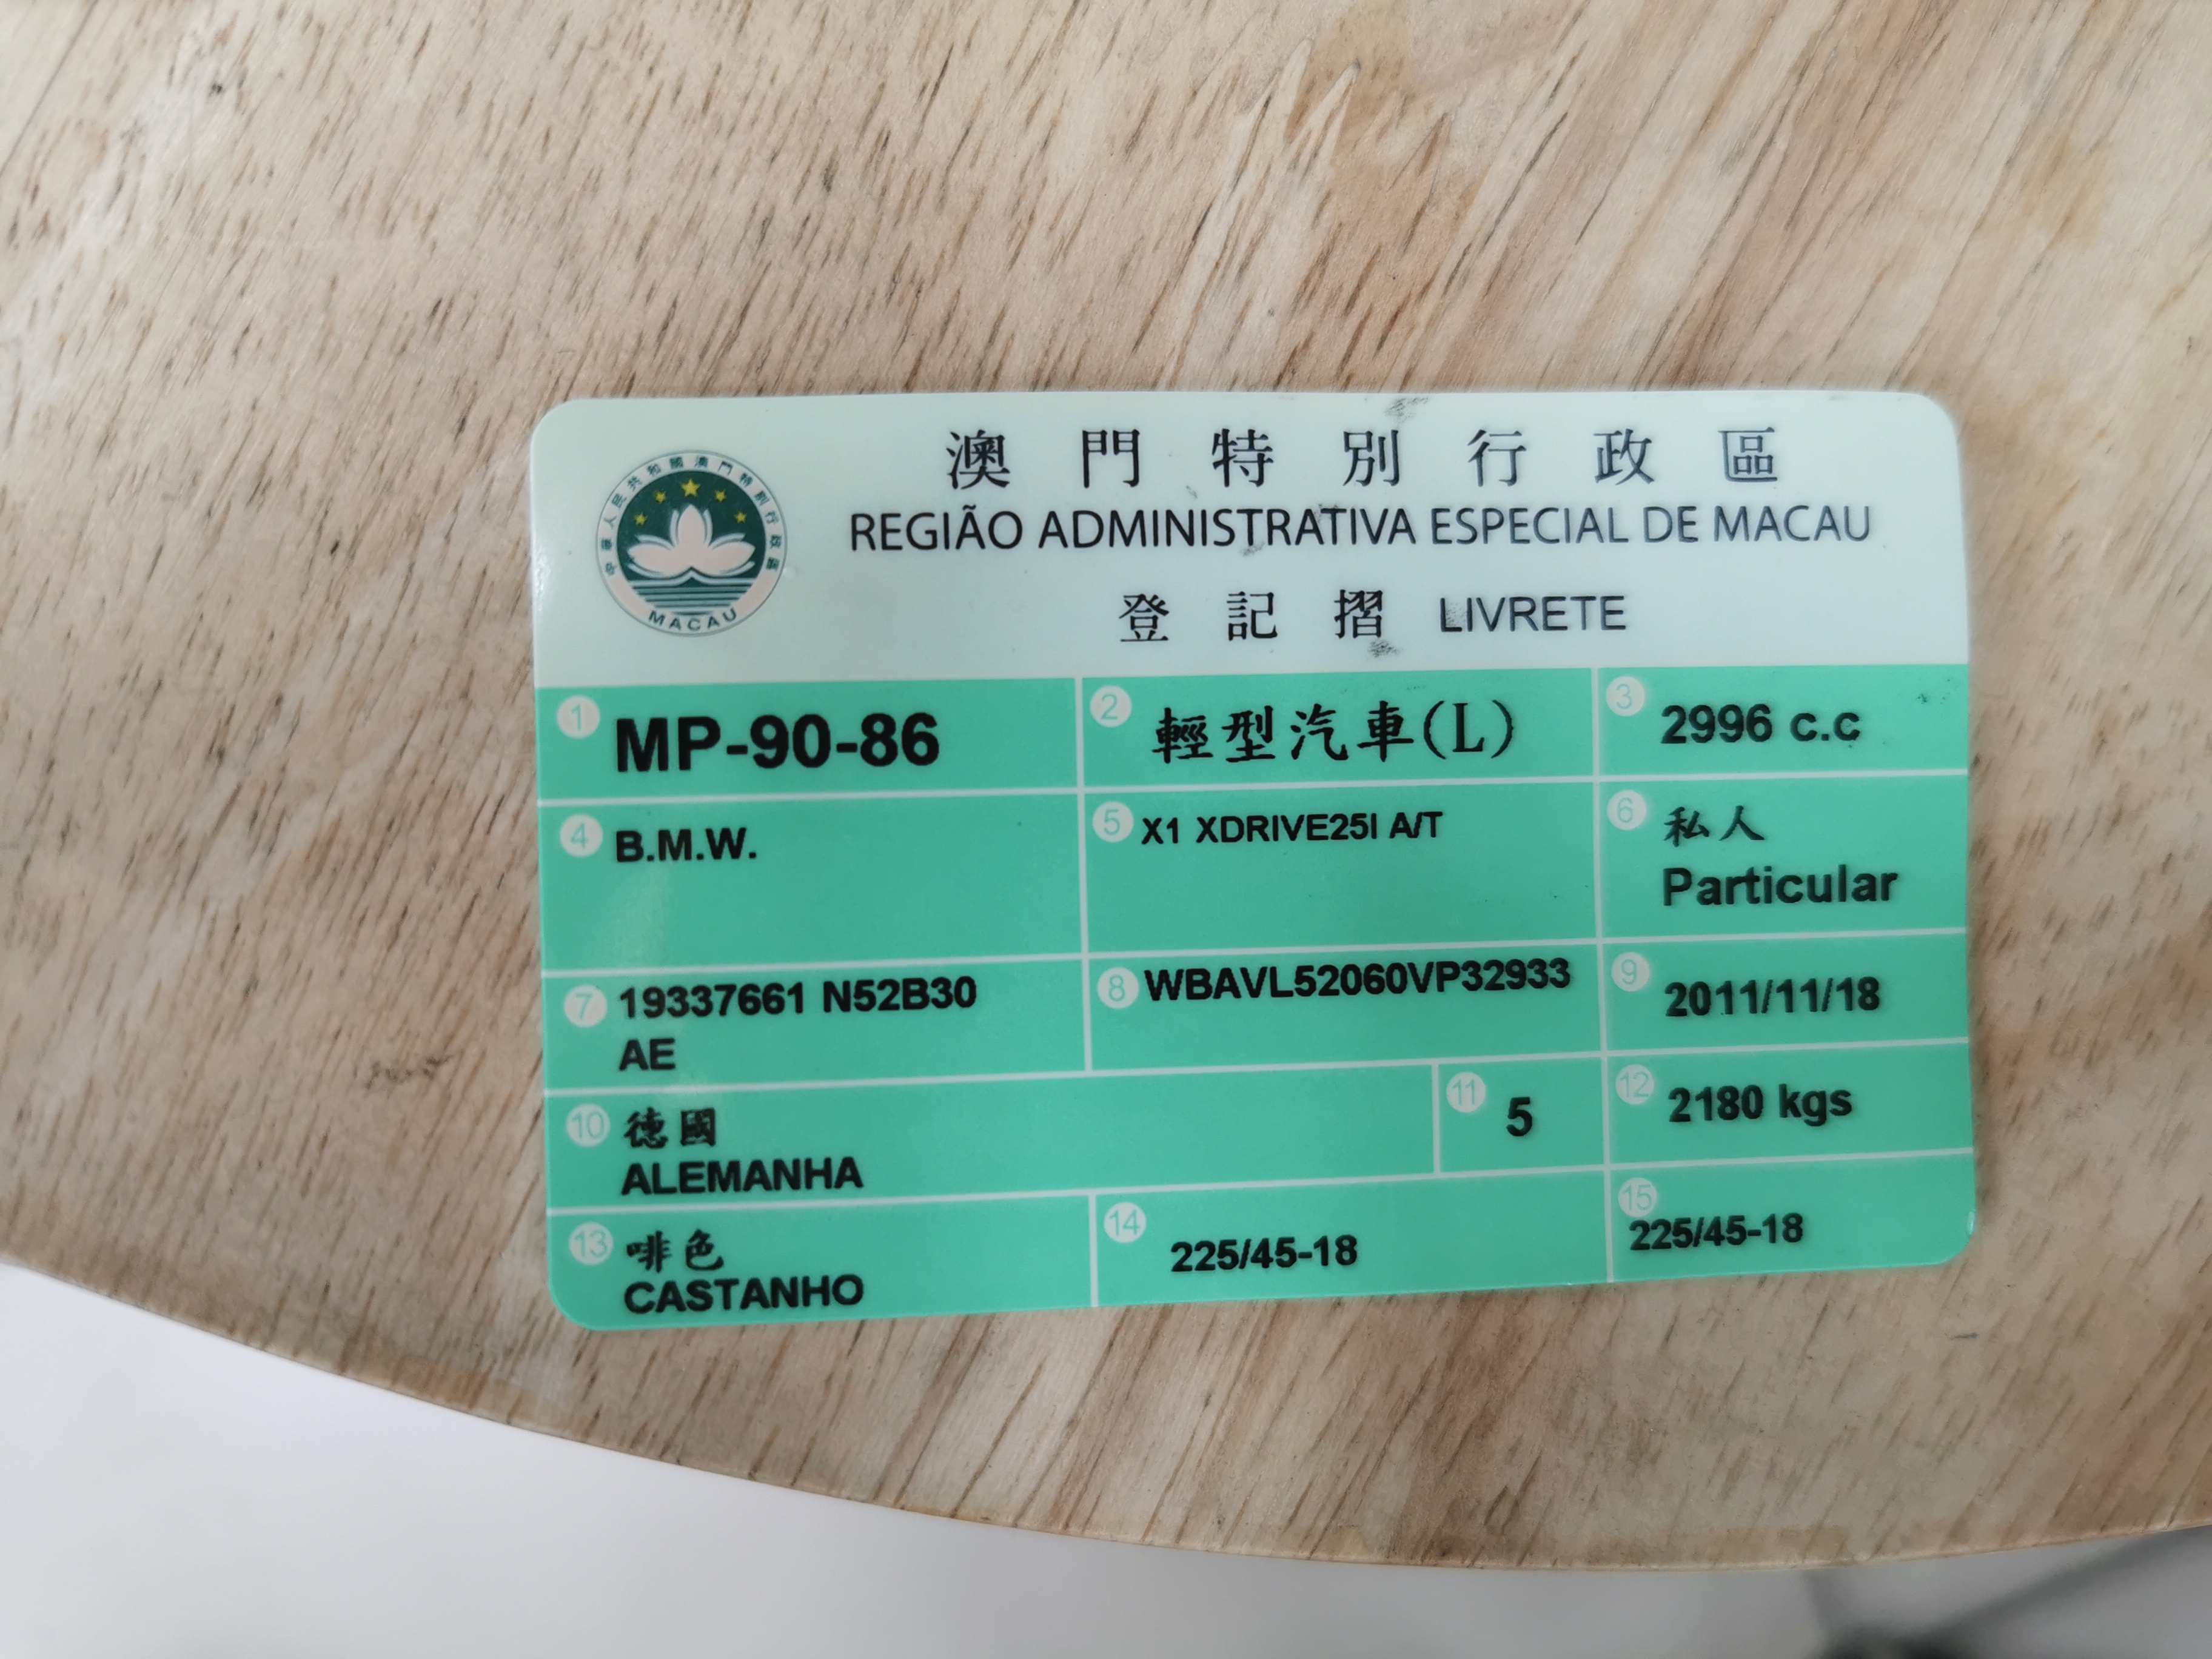 澳門特別行政區
REGIÃO ADMINISTRATIVA ESPECIAL DE MACAU
登記摺 LIVRETE
中華人民共和國澳門特別行政區
MACAU
1 MP-90-86
2 輕型汽車(L)
3 2996 c.c
4 B.M.W.
5 X1 XDRIVE25I A/T
6 私人
Particular
7 19337661 N52B30
AE
8 WBAVL52060VP32933
9 2011/11/18
10 德國
ALEMANHA
11 5
12 2180 kgs
13 啡色
CASTANHO
14 225/45-18
15 225/45-18